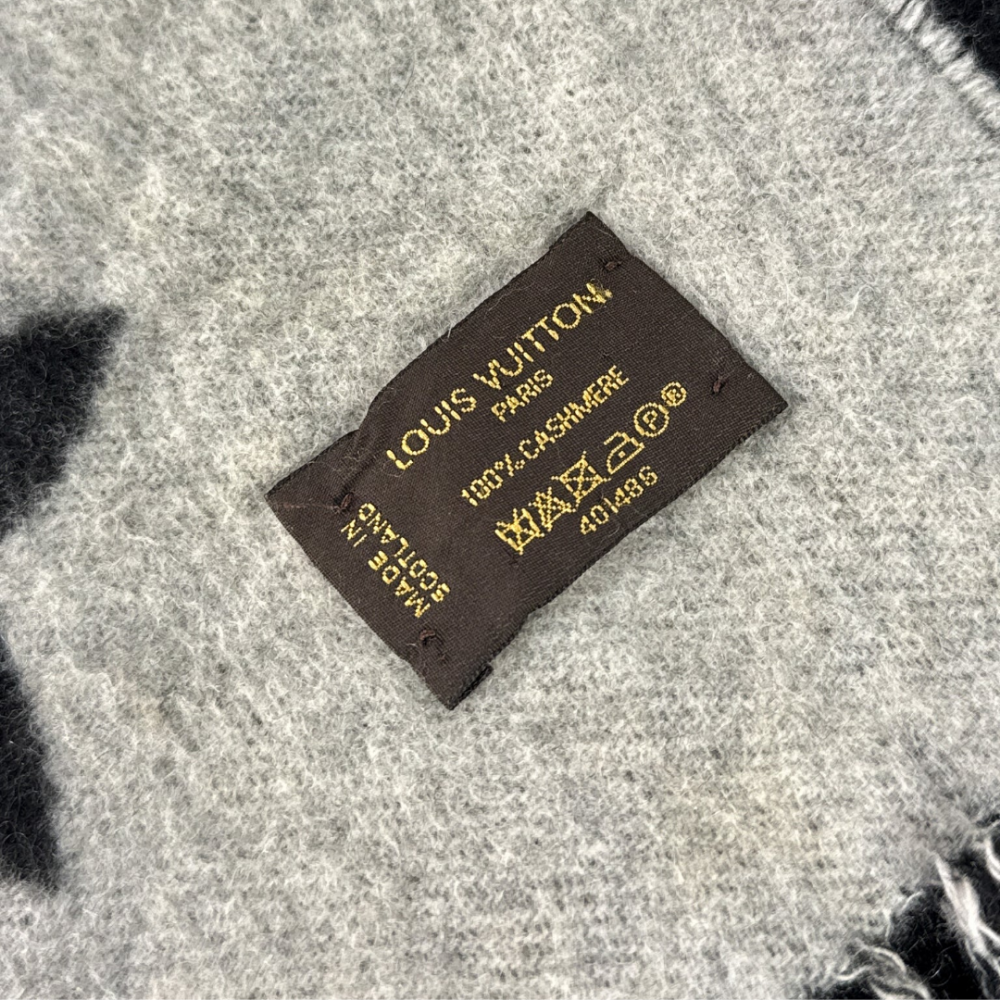 LOUIS VUITTON
PARIS
100% CASHMERE
P
®
401486
MADE IN
SCOTLAND